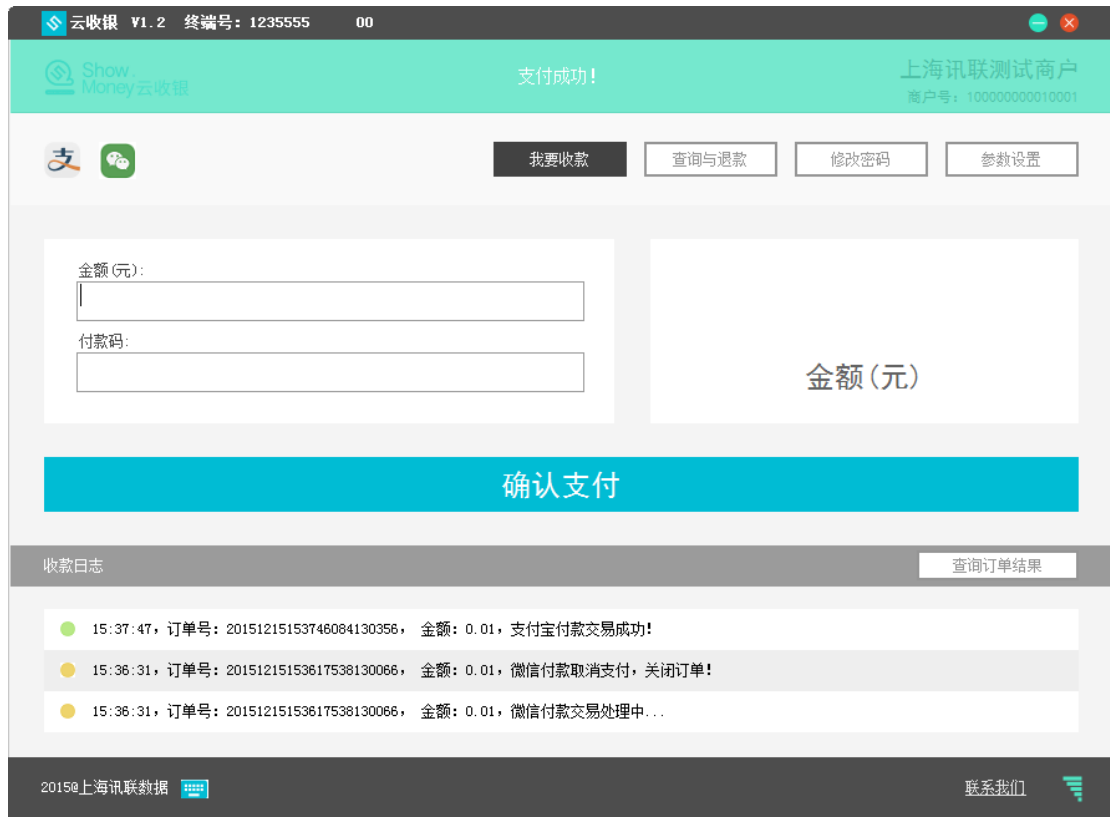 云收银 V1.2 终端号：1235555 00
Show.
Money云收银
支付成功！
上海讯联测试商户
商户号：100000000010001
支
我要收款
查询与退款
修改密码
参数设置
金额(元):
付款码:
金额(元)
确认支付
收款日志
查询订单结果
15:37:47，订单号：20151215153746084130356， 金额：0.01，支付宝付款交易成功！
15:36:31，订单号：20151215153617538130066， 金额：0.01，微信付款取消支付，关闭订单！
15:36:31，订单号：20151215153617538130066， 金额：0.01，微信付款交易处理中...
2015@上海讯联数据
联系我们